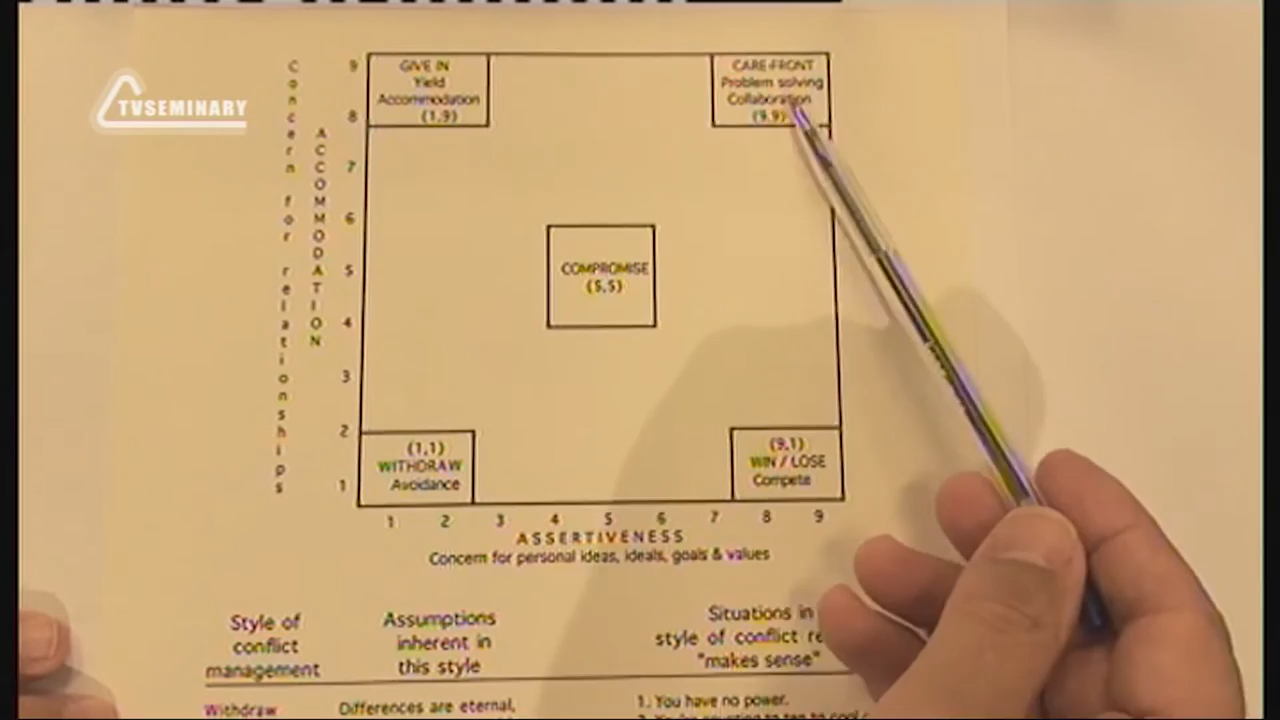 TVSEMINARY
Concern for relationships
ACCOMMODATION
9
8
7
6
5
4
3
2
1
GIVE IN
Yield
Accommodation
(1,9)
CARE-FRONT
Problem solving
Collaboration
(9,9)
COMPROMISE
(5,5)
(1,1)
WITHDRAW
Avoidance
(9,1)
WIN / LOSE
Compete
1 2 3 4 5 6 7 8 9
ASSERTIVENESS
Concern for personal ideas, ideals, goals & values
Style of
conflict
management
Assumptions
inherent in
this style
Situations in
style of conflict re
"makes sense"
Withdraw
Differences are eternal,
1. You have no power.